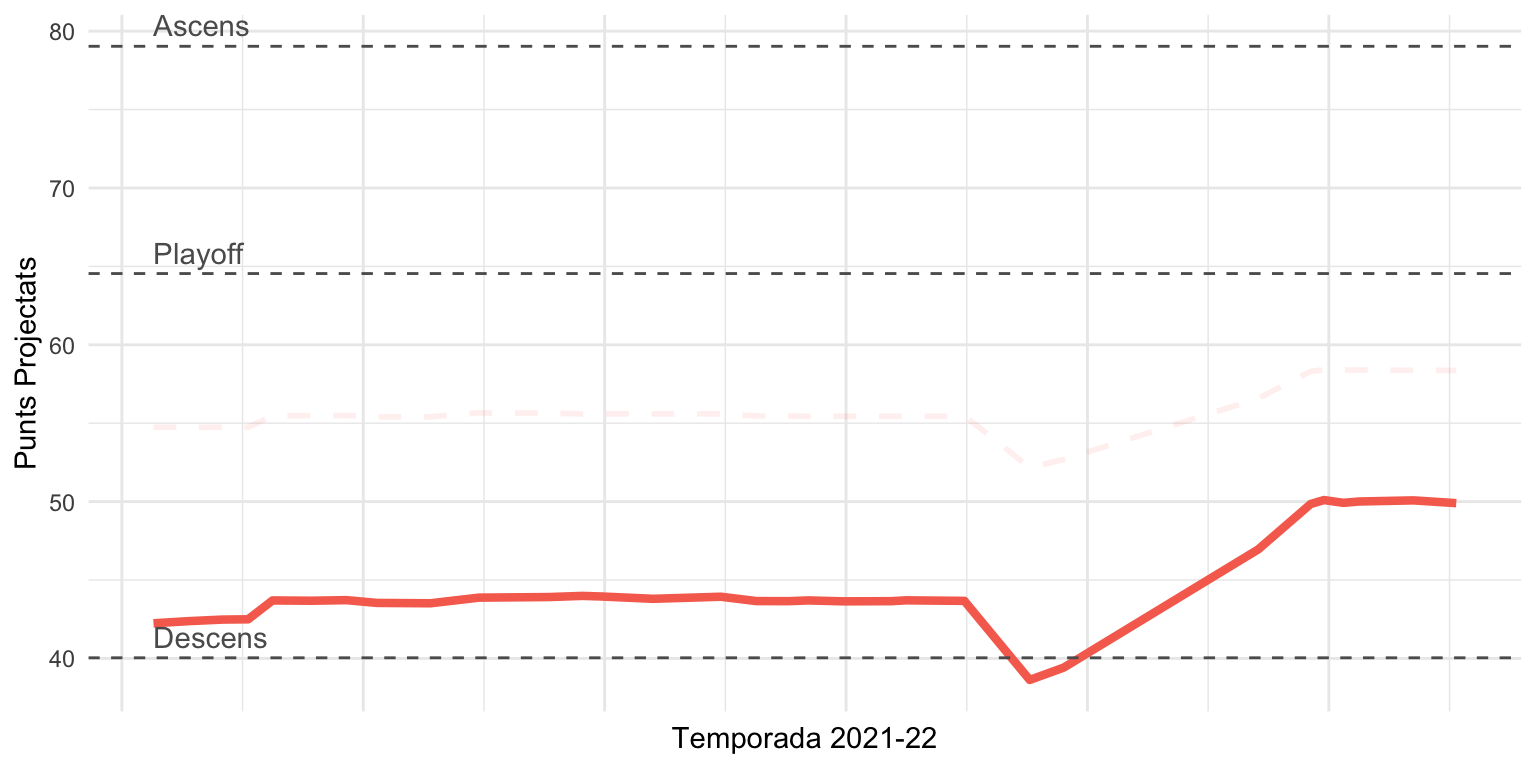 Ascens
80
70
Playoff
Punts Projectats
60
50
Descens
40
Temporada 2021-22